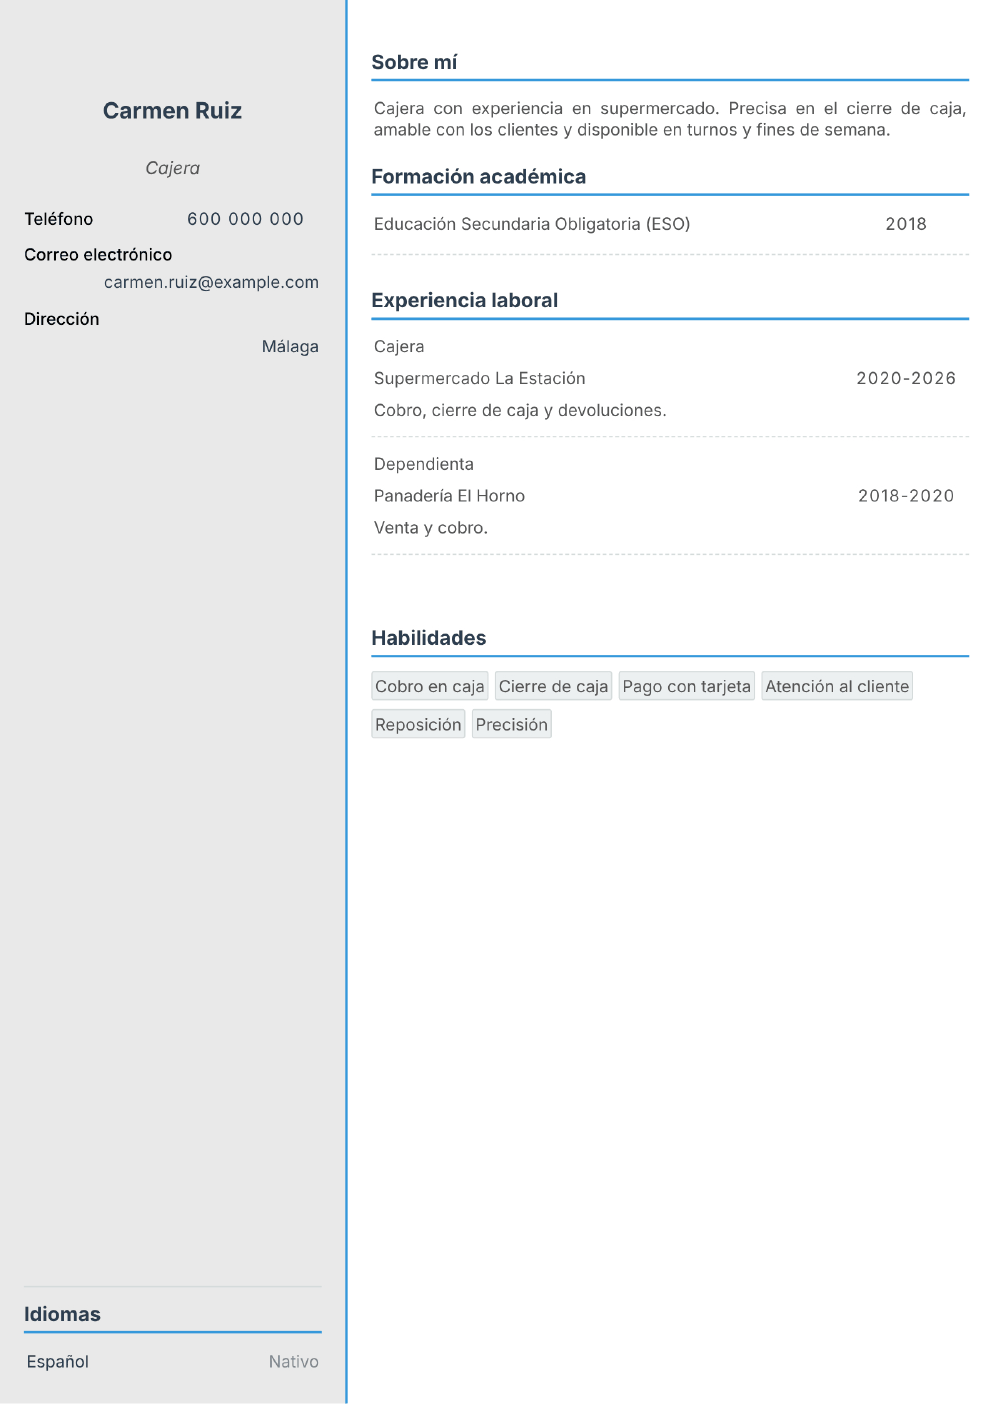 Carmen Ruiz
Cajera
Teléfono 600 000 000
Correo electrónico
carmen.ruiz@example.com
Dirección
Málaga
Idiomas
Español Nativo
Sobre mí
Cajera con experiencia en supermercado. Precisa en el cierre de caja,
amable con los clientes y disponible en turnos y fines de semana.
Formación académica
Educación Secundaria Obligatoria (ESO) 2018
Experiencia laboral
Cajera
Supermercado La Estación 2020-2026
Cobro, cierre de caja y devoluciones.
Dependienta
Panadería El Horno 2018-2020
Venta y cobro.
Habilidades
Cobro en caja Cierre de caja Pago con tarjeta Atención al cliente
Reposición Precisión